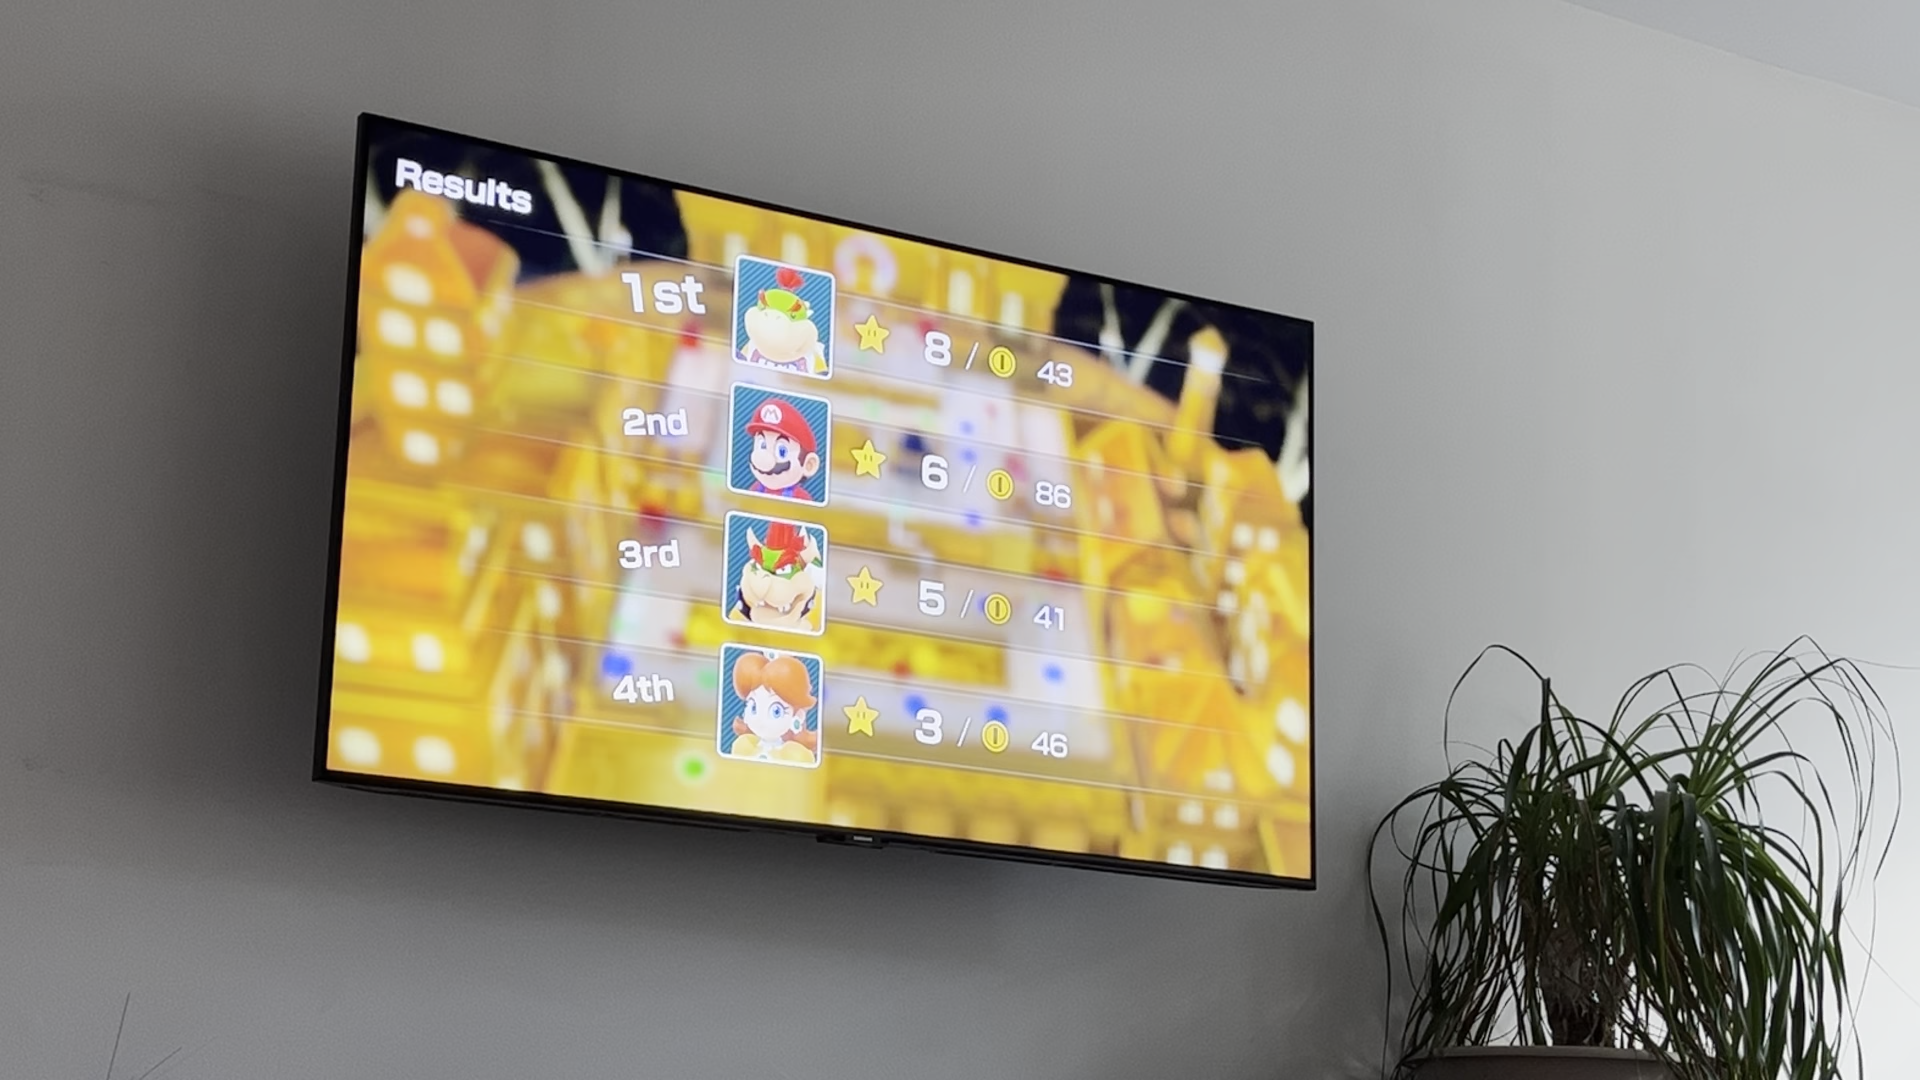 Results
1st 8 / 43
2nd 6 / 86
3rd 5 / 41
4th 3 / 46